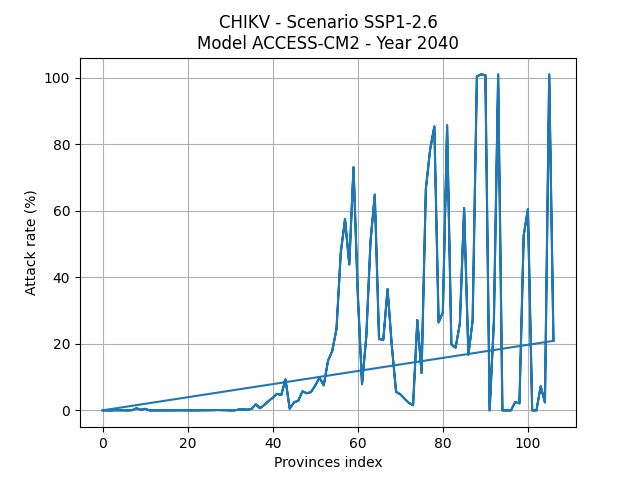 CHIKV - Scenario SSP1-2.6
Model ACCESS-CM2 - Year 2040
100
80
60
40
20
0
Attack rate (%)
0 20 40 60 80 100
Provinces index